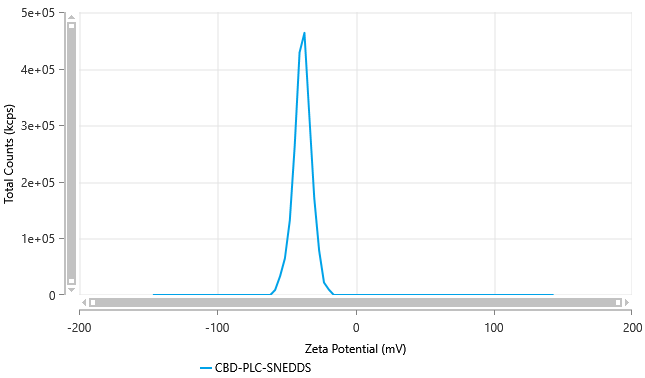 5e+05
4e+05
3e+05
2e+05
1e+05
0
Total Counts (kcps)
-200 -100 0 100 200
Zeta Potential (mV)
CBD-PLC-SNEDDS